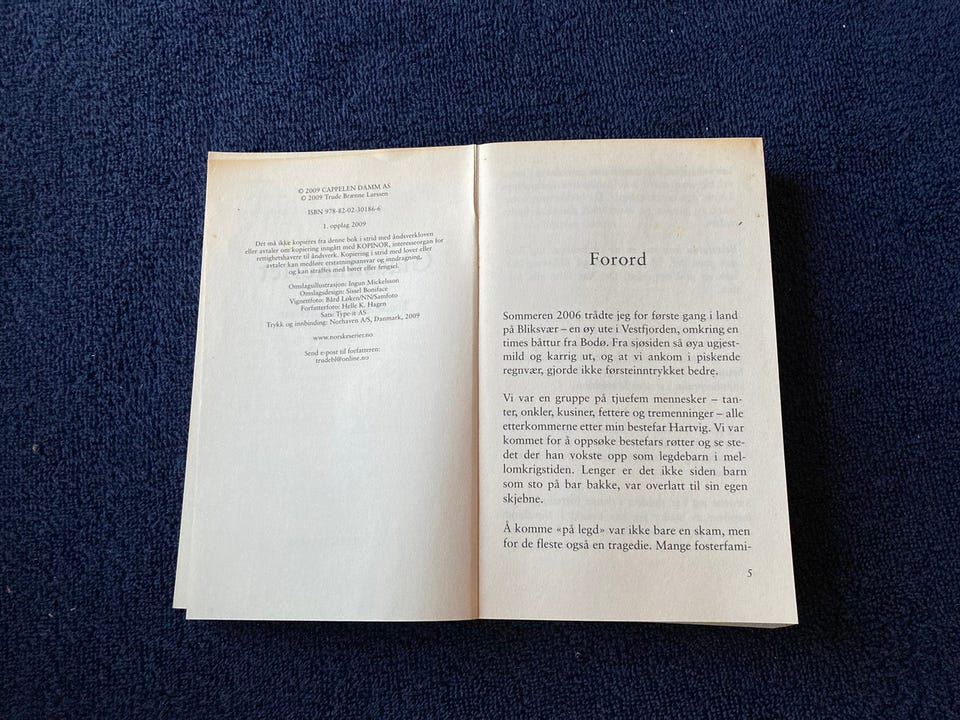 © 2009 CAPPELEN DAMM AS
© 2009 Trude Brænne Larssen
ISBN 978-82-02-30186-6
1. opplag 2009
Det må ikke kopieres fra denne bok i strid med åndsverkloven
eller avtaler om kopiering inngått med KOPINOR, interesseorgan for
rettighetshavere til åndsverk. Kopiering i strid med lover eller
avtaler kan medføre erstatningsansvar og inndragning,
og kan straffes med bøter eller fengsel.
Omslagsillustrasjon: Ingun Mickelsson
Omslagsdesign: Sissel Boniface
Vignettfoto: Bård Løken/NN/Samfoto
Forfatterfoto: Helle K. Hagen
Sats: Type-it AS
Trykk og innbinding: Norhaven A/S, Danmark, 2009
www.norskeserier.no
Send e-post til forfatteren:
trudebl@online.no
Forord
Sommeren 2006 trådte jeg for første gang i land
på Bliksvær – en øy ute i Vestfjorden, omkring en
times båttur fra Bodø. Fra sjøsiden så øya ugjest-
mild og karrig ut, og at vi ankom i piskende
regnvær, gjorde ikke førsteinntrykket bedre.
Vi var en gruppe på tjuefem mennesker – tan-
ter, onkler, kusiner, fettere og tremenninger – alle
etterkommerne etter min bestefar Hartvig. Vi var
kommet for å oppsøke bestefars røtter og se ste-
det der han vokste opp som legdebarn i mel-
lomkrigstiden. Lenger er det ikke siden barn
som sto på bar bakke, var overlatt til sin egen
skjebne.
Å komme «på legd» var ikke bare en skam, men
for de fleste også en tragedie. Mange fosterfami-
5